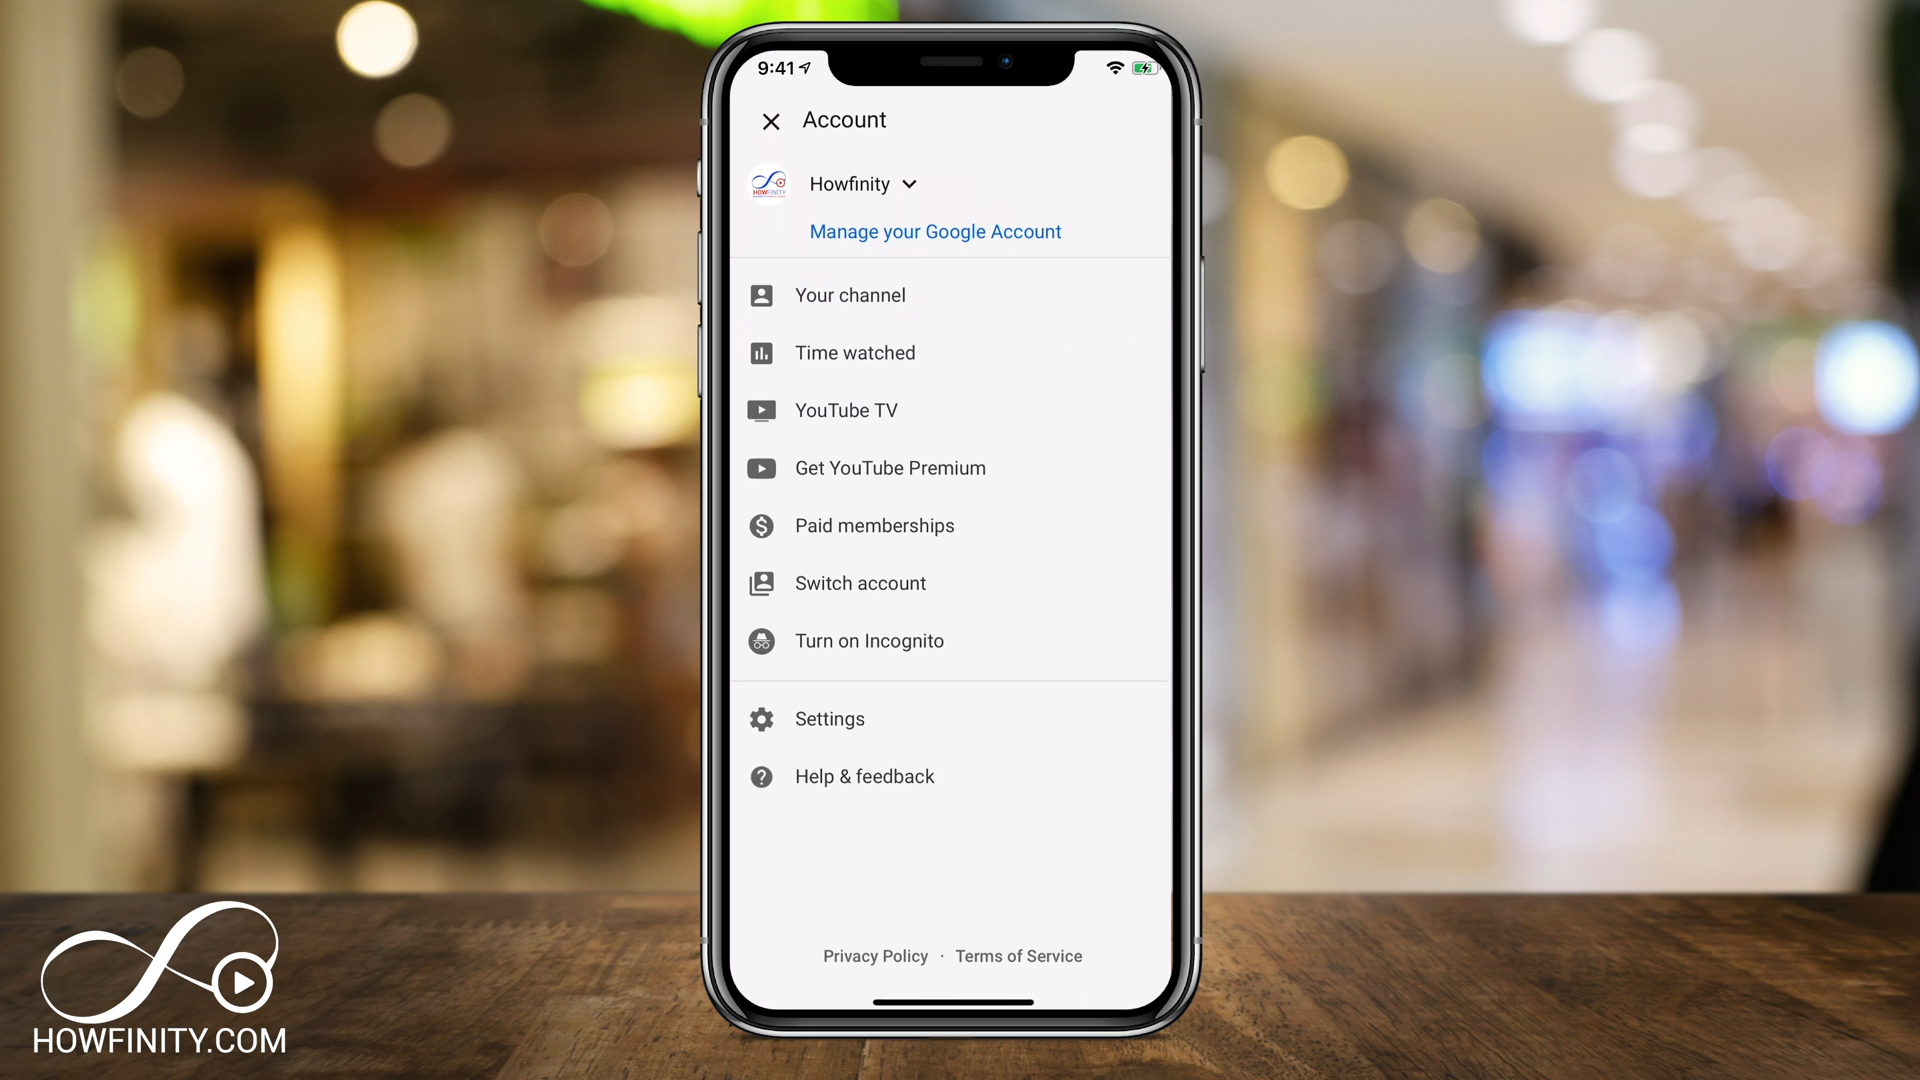 9:41
Account
HOWFINITY
Howfinity
Manage your Google Account
Your channel
Time watched
YouTube TV
Get YouTube Premium
Paid memberships
Switch account
Turn on Incognito
Settings
Help & feedback
Privacy Policy · Terms of Service
HOWFINITY.COM